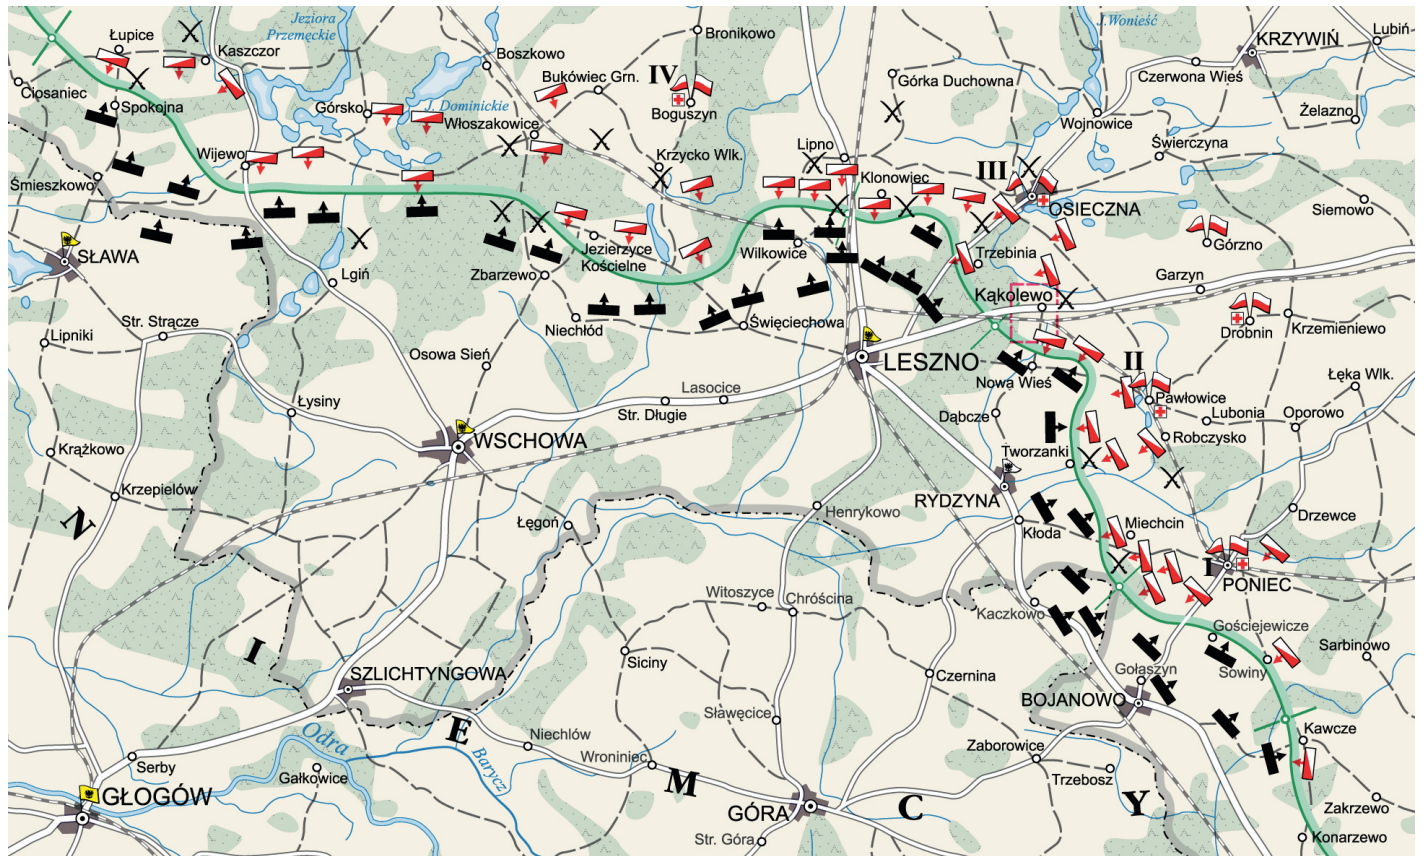 Łupice
Kaszczor
Jeziora
Przemęckie
Boszkowo
Bronikowo
J.Wonieść
KRZYWIŃ
Lubiń
Ciosaniec
Spokojna
Górsko
J. Dominickie
Włoszakowice
Bukówiec Grn.
IV
Boguszyn
Górka Duchowna
Czerwona Wieś
Wojnowice
Żelazno
Wijewo
Krzycko Wlk.
Lipno
Klonowiec
III
OSIECZNA
Świerczyna
Siemowo
Śmieszkowo
SŁAWA
Lgiń
Zbarzewo
Jezierzyce
Kościelne
Wilkowice
Trzebinia
Górzno
Garzyn
Lipniki
Str. Strącze
Niechłód
Święciechowa
Kąkolewo
Drobnin
Krzemieniewo
Osowa Sień
LESZNO
Nowa Wieś
II
Pawłowice
Łęka Wlk.
Łysiny
Lasocice
Str. Długie
Dąbcze
Lubonia
Oporowo
Krążkowo
WSCHOWA
Tworzanki
Robczysko
Krzepielów
RYDZYNA
N
Łęgoń
Henrykowo
Kłoda
Miechcin
Drzewce
I
PONIEC
Witoszyce
Chróścina
Kaczkowo
Gościejewice
Sarbinowo
I
SZLICHTYNGOWA
Siciny
Czernina
Gołaszyn
Sowiny
BOJANOWO
Sławęcice
E
Odra
Barycz
Niechlów
Wroniniec
Zaborowice
Kawcze
Serby
Gałkowice
Trzebosz
GŁOGÓW
M
GÓRA
C
Y
Zakrzewo
Str. Góra
Konarzewo